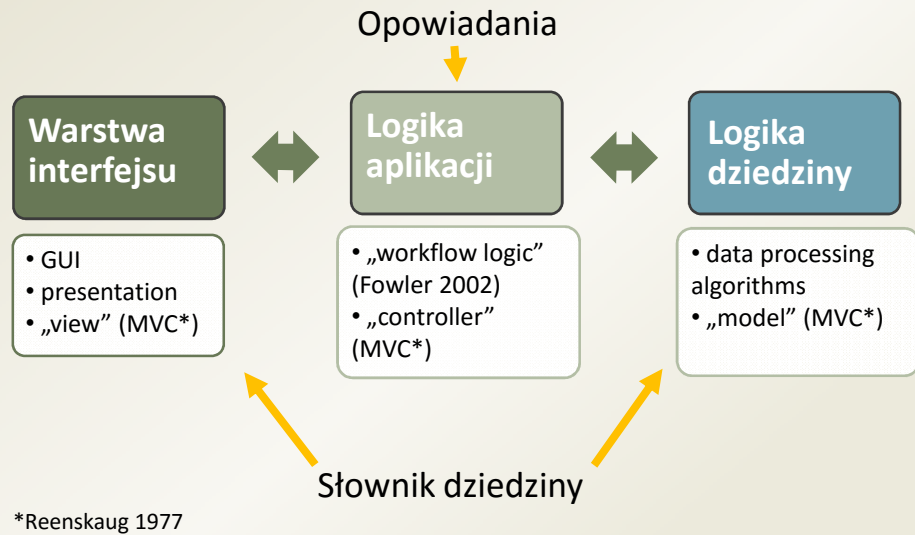 Opowiadania
Warstwa
interfejsu
Logika
aplikacji
Logika
dziedziny
• GUI
• presentation
• „view” (MVC*)
• „workflow logic”
(Fowler 2002)
• „controller”
(MVC*)
• data processing
algorithms
• „model” (MVC*)
Słownik dziedziny
*Reenskaug 1977